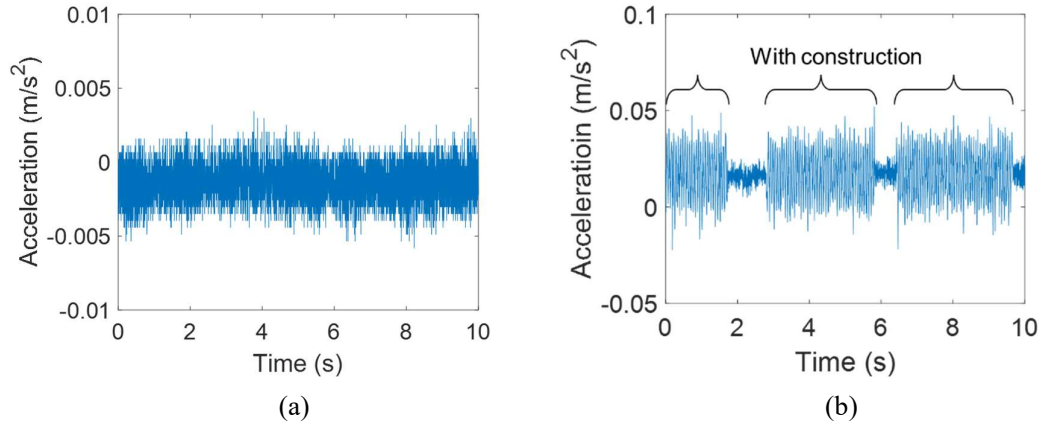 0.01
0.005
0
-0.005
-0.01
Acceleration (m/s²)
0 2 4 6 8 10
Time (s)
(a)
0.1
0.05
0
-0.05
Acceleratioin (m/s²)
With construction
0 2 4 6 8 10
Time (s)
(b)